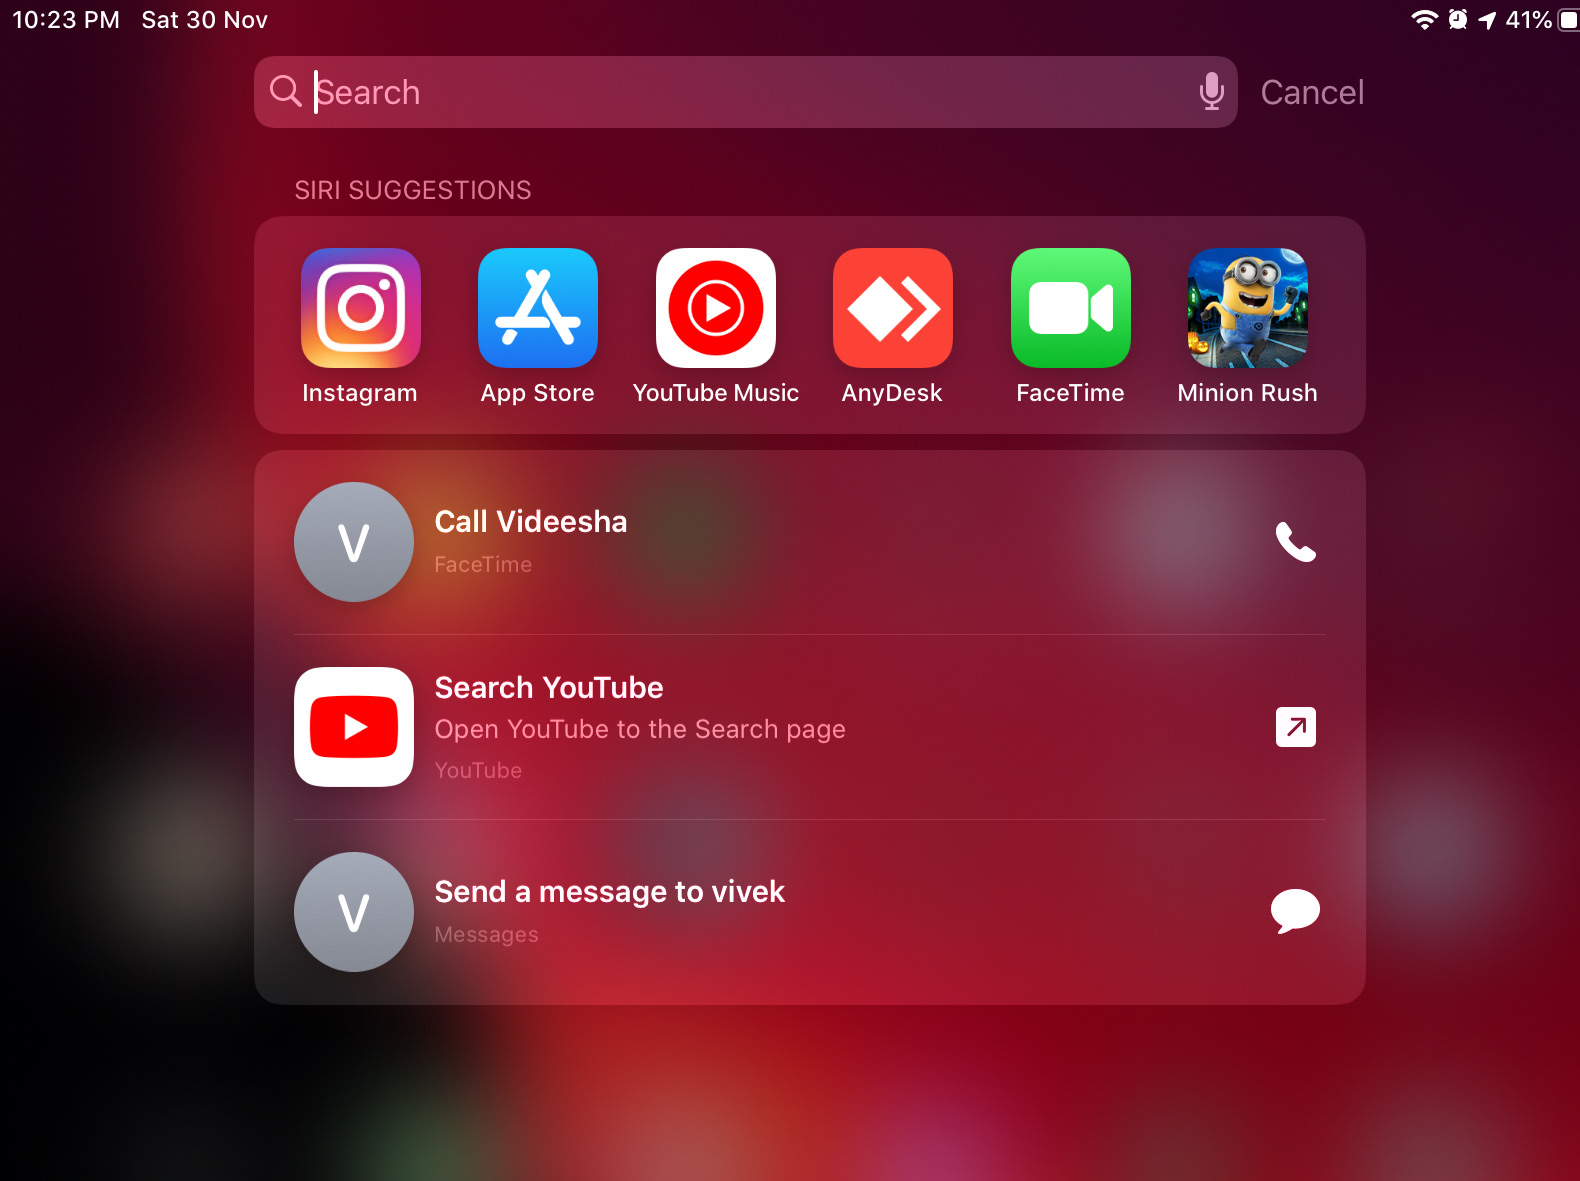 10:23 PM Sat 30 Nov 41%
Search Cancel
SIRI SUGGESTIONS
Instagram App Store YouTube Music AnyDesk FaceTime Minion Rush
V
Call Videesha
FaceTime
Search YouTube
Open YouTube to the Search page
YouTube
V
Send a message to vivek
Messages